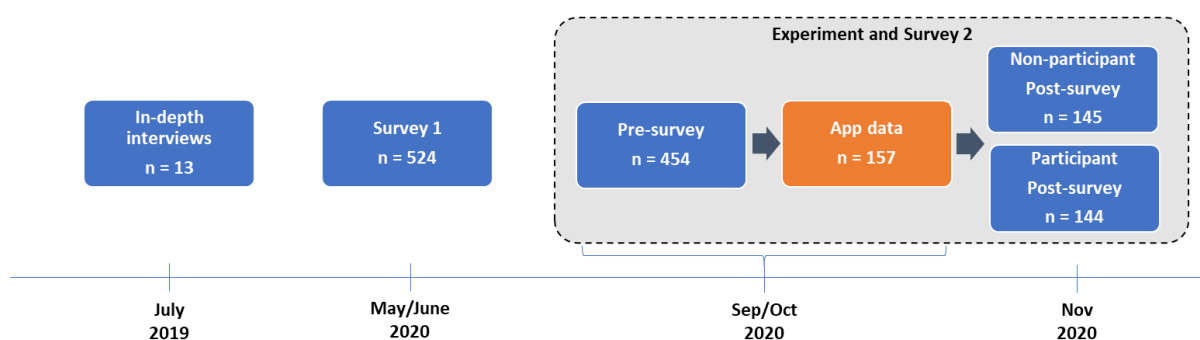 Experiment and Survey 2
In-depth
interviews
n = 13
Survey 1
n = 524
Pre-survey
n = 454
App data
n = 157
Non-participant
Post-survey
n = 145
Participant
Post-survey
n = 144
July
2019
May/June
2020
Sep/Oct
2020
Nov
2020